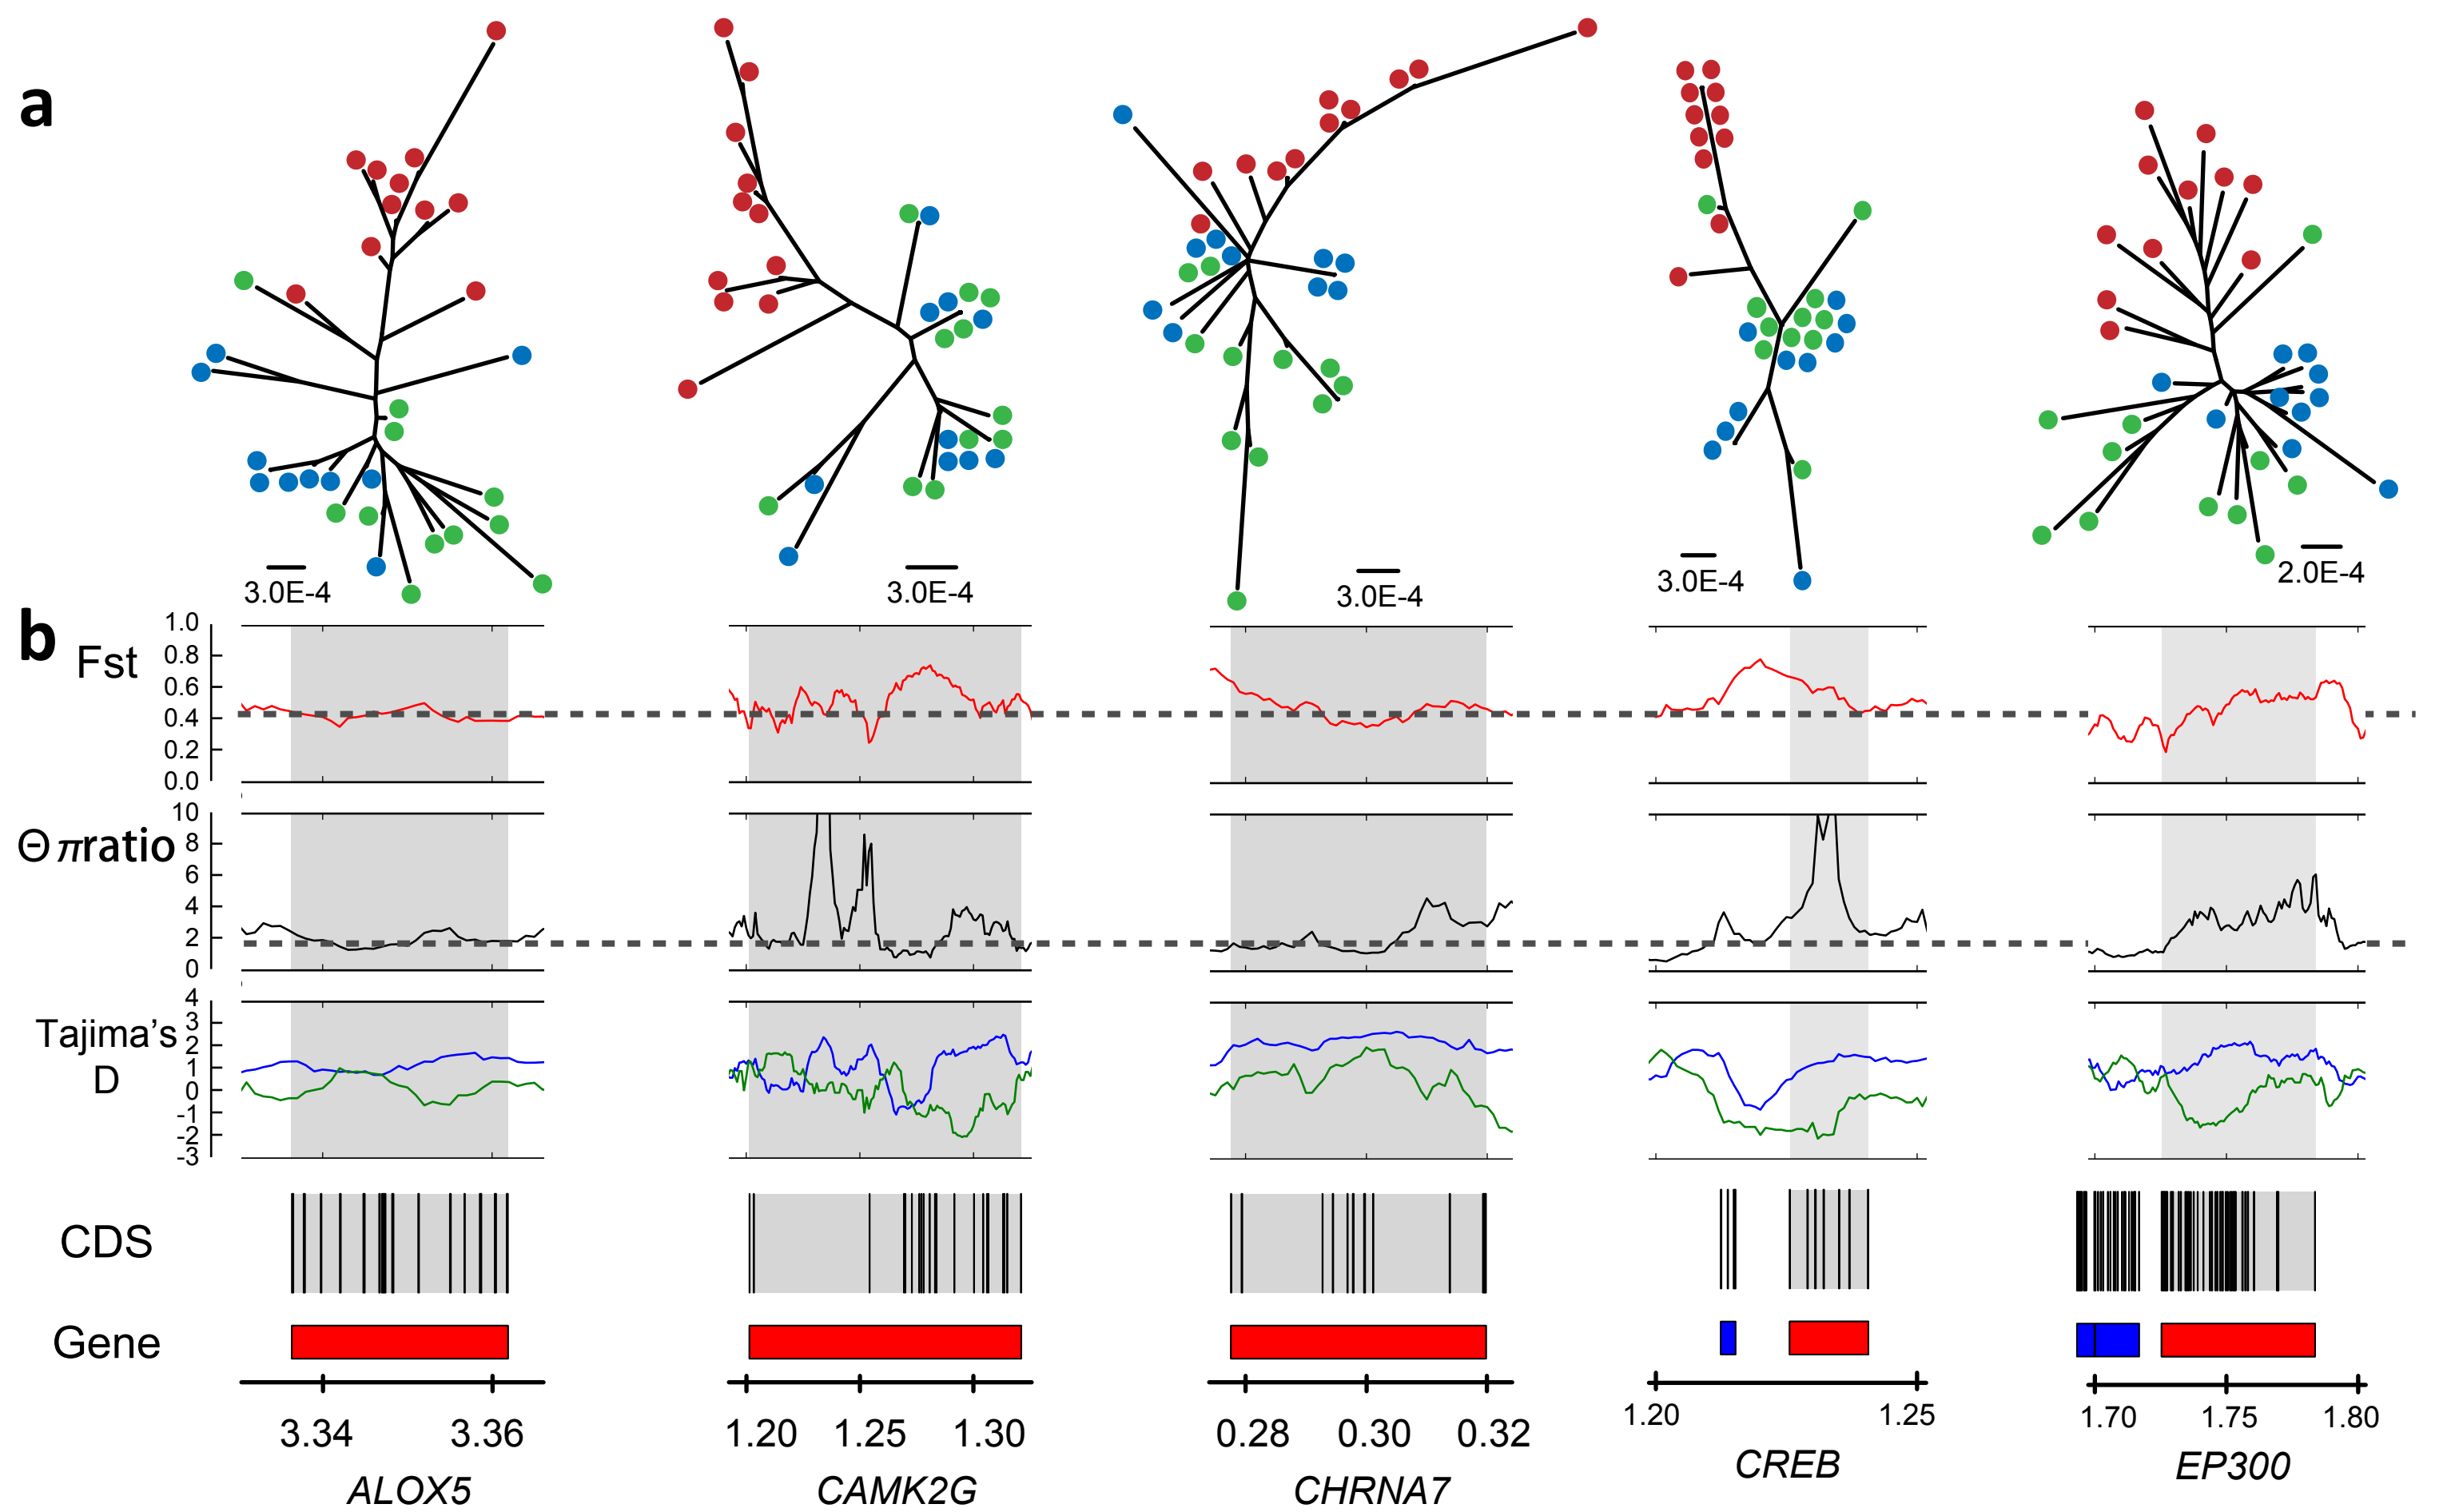 a
3.0E-4
3.0E-4
3.0E-4
3.0E-4
2.0E-4
b
Fst
1.0
0.8
0.6
0.4
0.2
0.0
Θπratio
10
8
6
4
2
0
Tajima's
D
4
3
2
1
0
-1
-2
-3
CDS
Gene
3.34 3.36
1.20 1.25 1.30
0.28 0.30 0.32
1.20 1.25
1.70 1.75 1.80
ALOX5
CAMK2G
CHRNA7
CREB
EP300